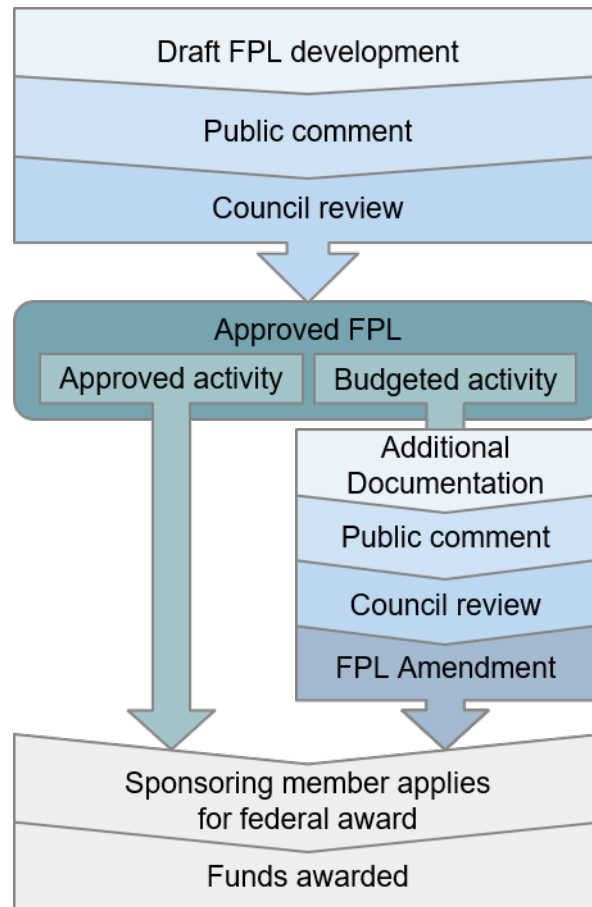 Draft FPL development
Public comment
Council review
Approved FPL
Approved activity
Budgeted activity
Additional
Documentation
Public comment
Council review
FPL Amendment
Sponsoring member applies
for federal award
Funds awarded